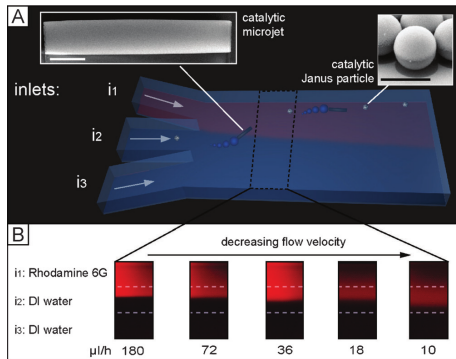 A
catalytic
microjet
catalytic
Janus particle
inlets:
i1
i2
i3
B
decreasing flow velocity
i1: Rhodamine 6G
i2: DI water
i3: DI water
µl/h 180 72 36 18 10